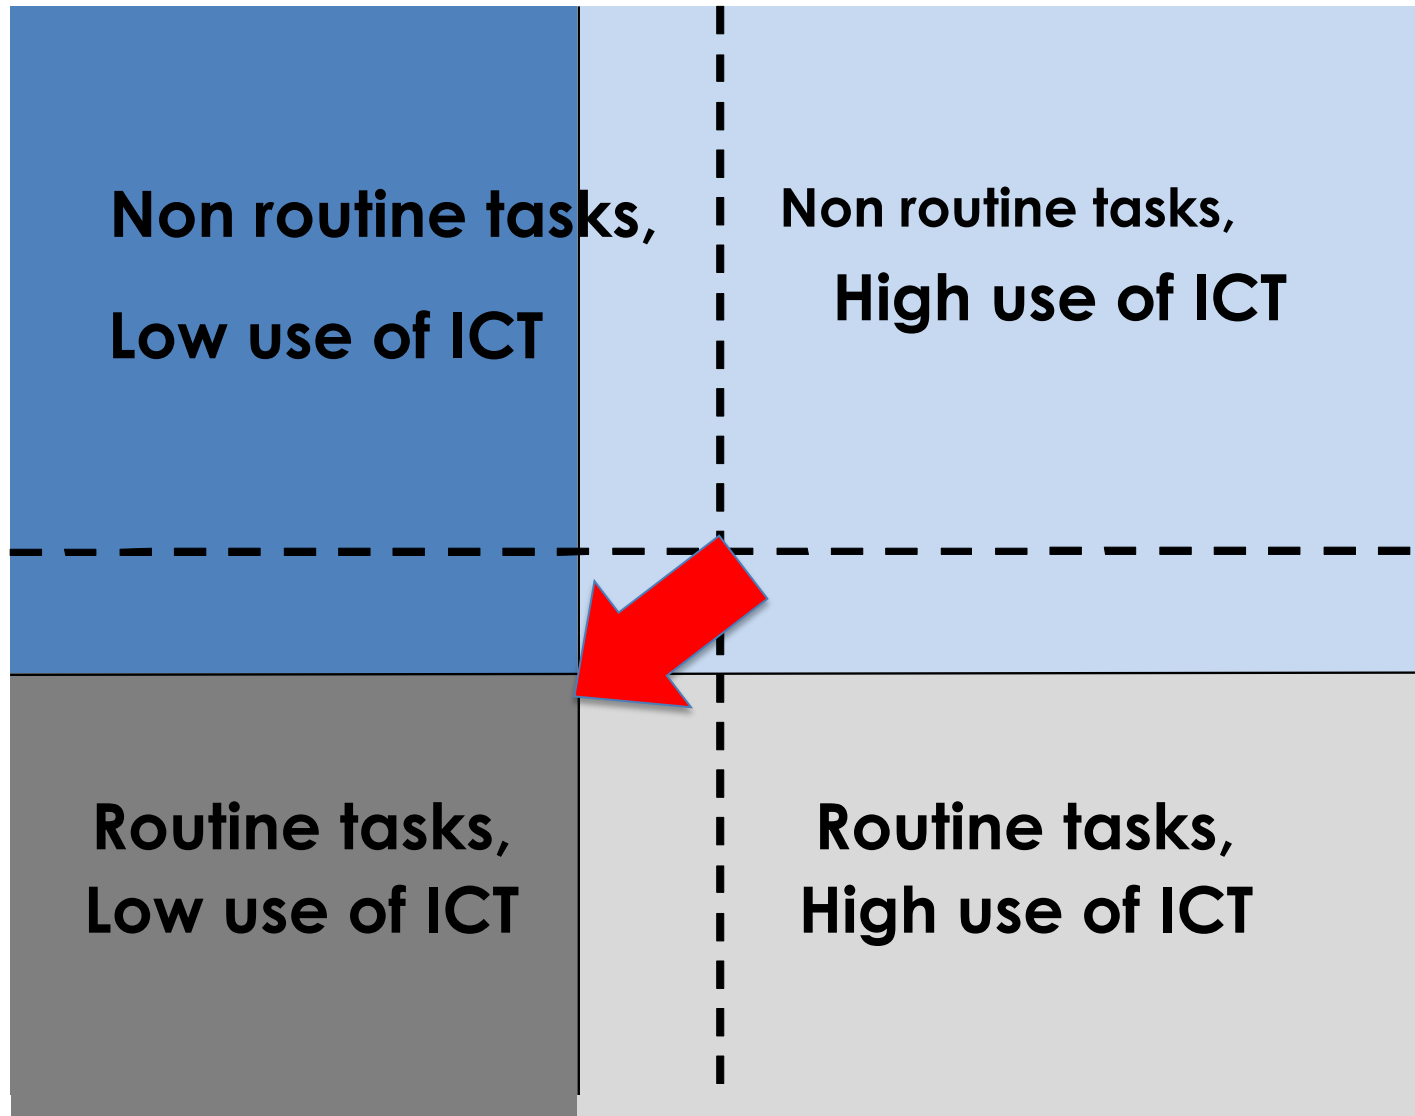 Non routine tasks,
Low use of ICT
Non routine tasks,
High use of ICT
Routine tasks,
Low use of ICT
Routine tasks,
High use of ICT